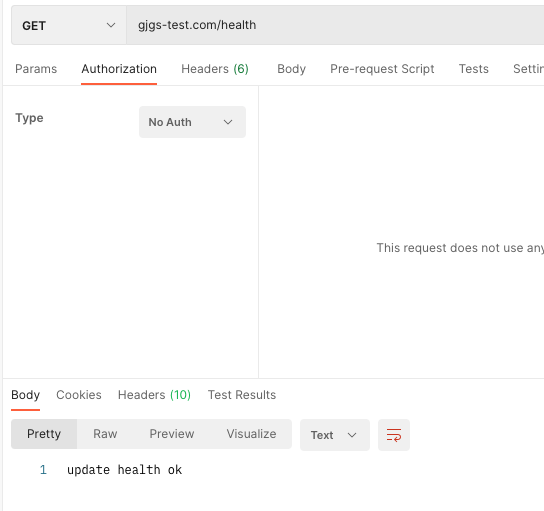 GET gjgs-test.com/health
Params Authorization Headers (6) Body Pre-request Script Tests Settin
Type No Auth
This request does not use any
Body Cookies Headers (10) Test Results
Pretty Raw Preview Visualize Text
1 update health ok